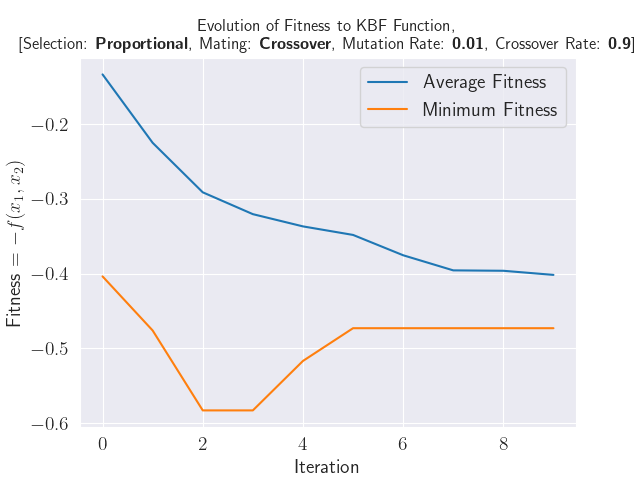 Evolution of Fitness to KBF Function,
[Selection: Proportional, Mating: Crossover, Mutation Rate: 0.01, Crossover Rate: 0.9]
Average Fitness
Minimum Fitness
Fitness = −f(x₁, x₂)
−0.2
−0.3
−0.4
−0.5
−0.6
0 2 4 6 8
Iteration